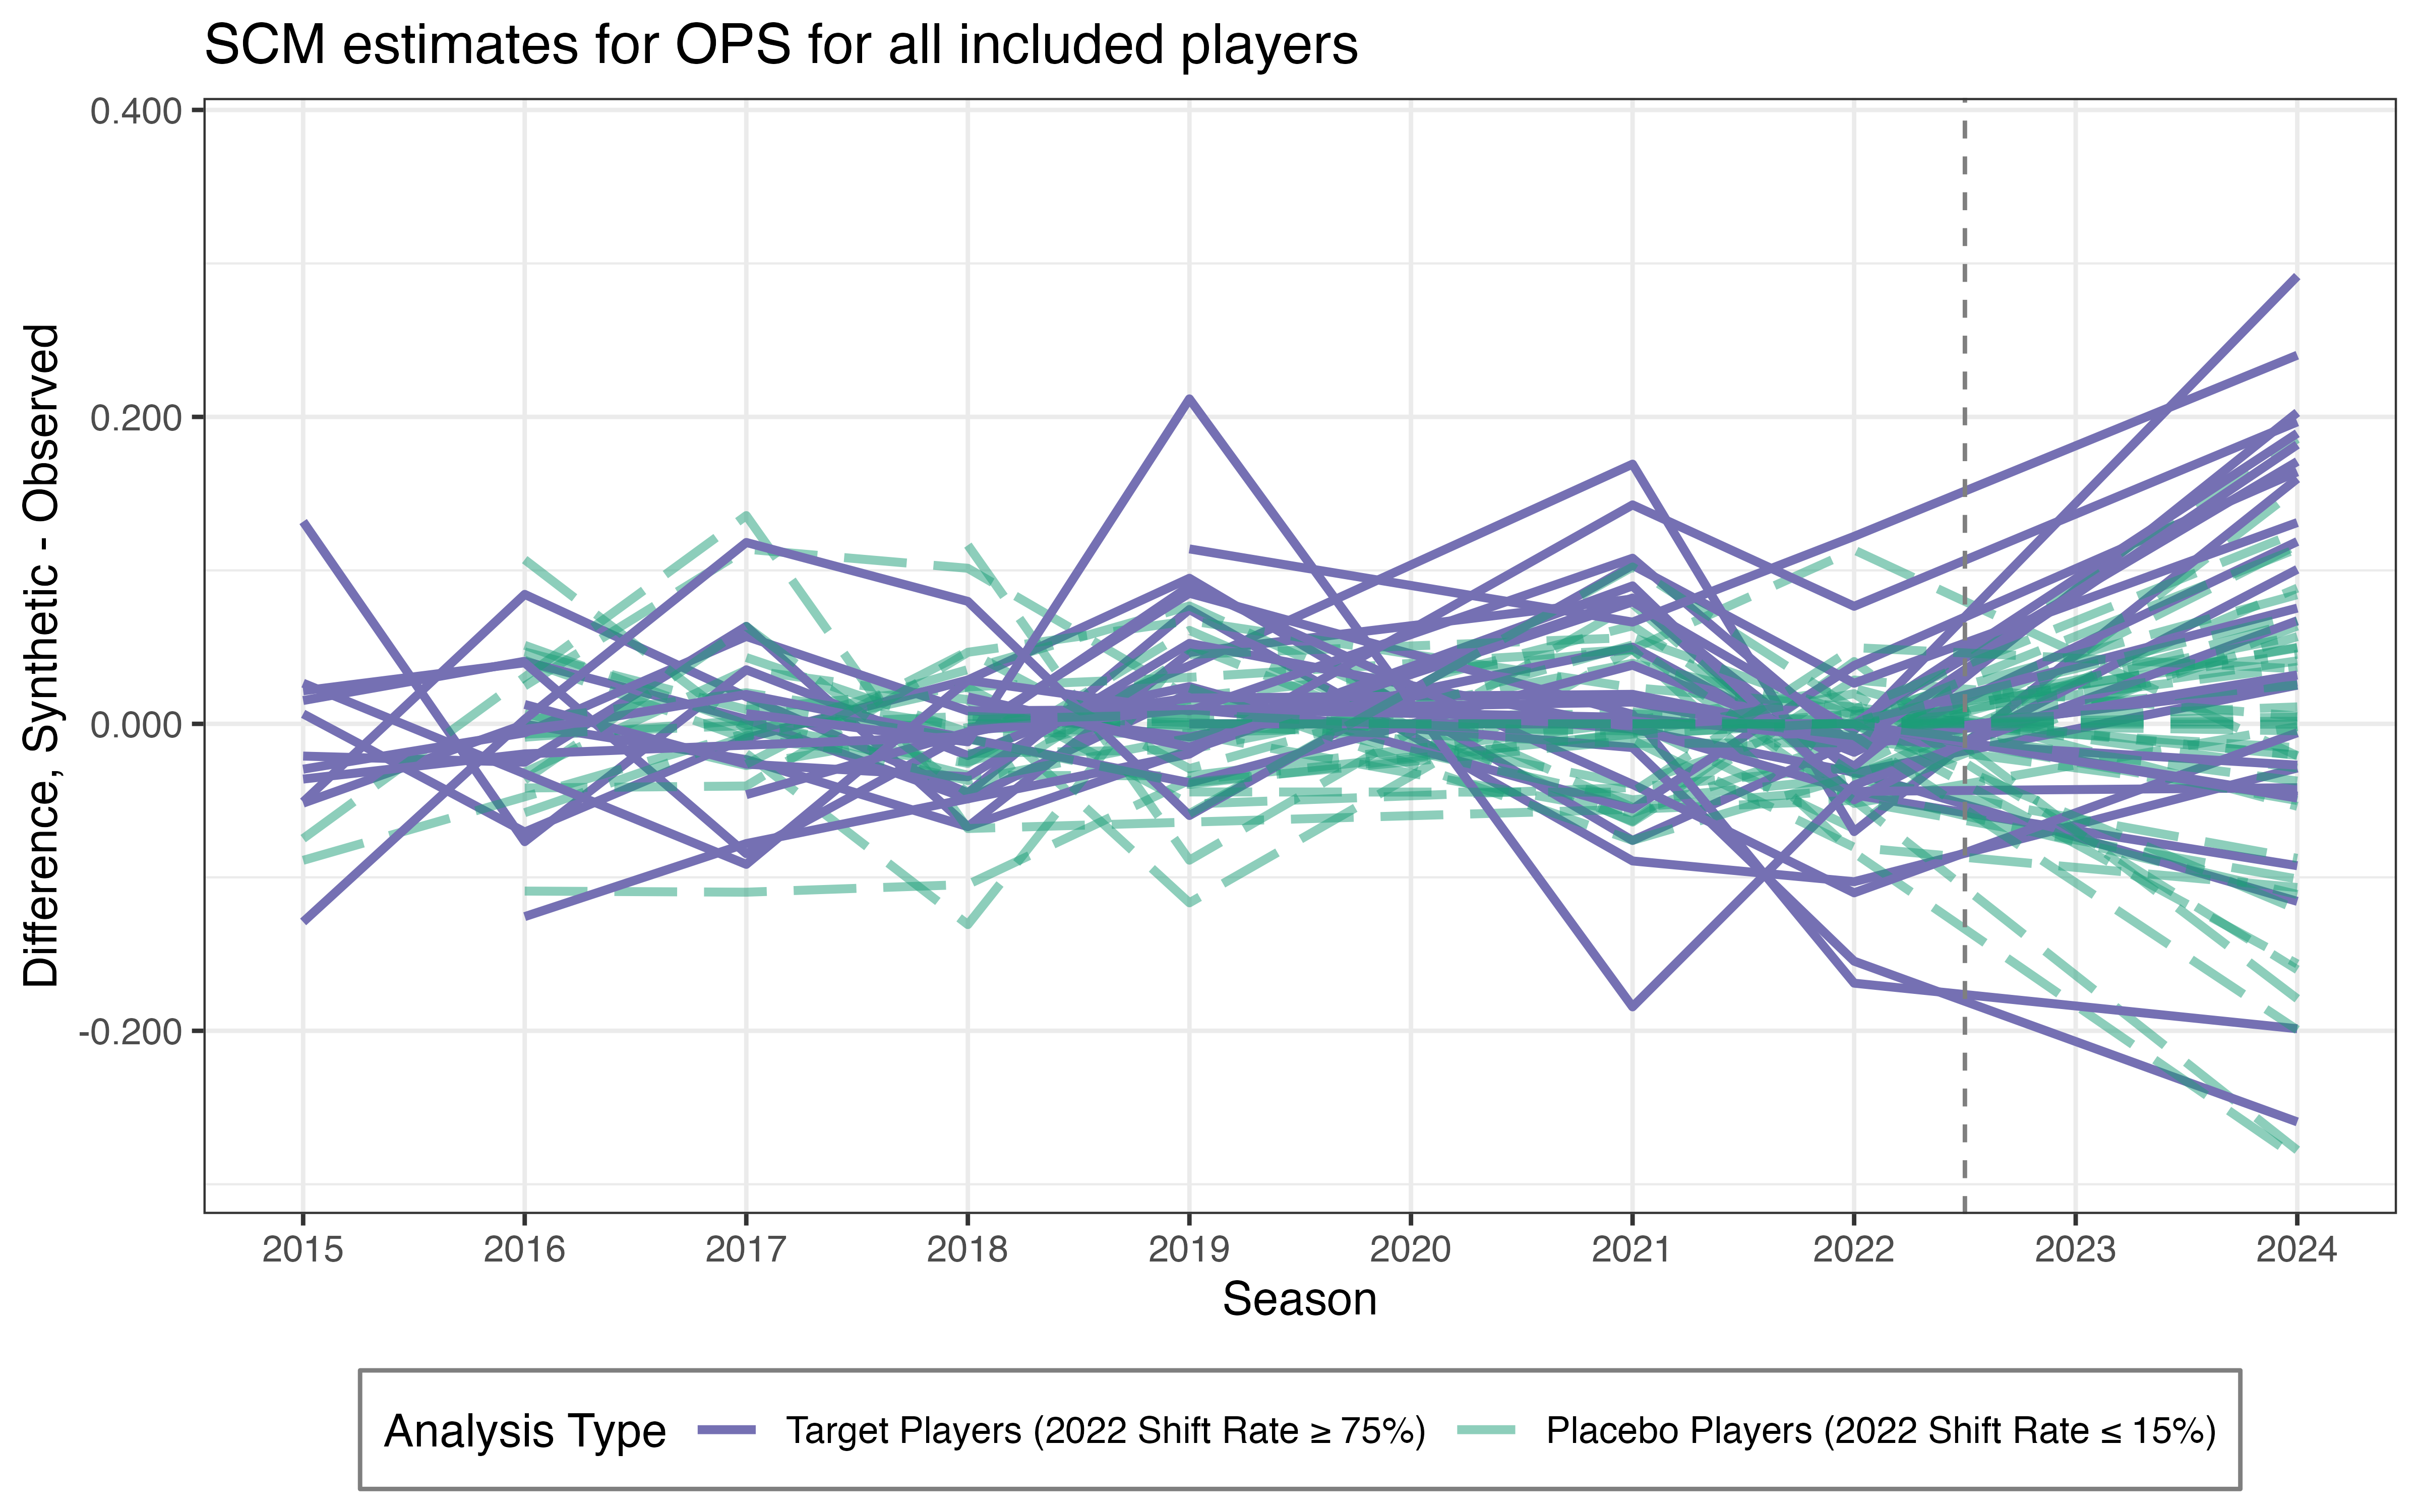 SCM estimates for OPS for all included players
Difference, Synthetic - Observed
0.400
0.200
0.000
-0.200
2015 2016 2017 2018 2019 2020 2021 2022 2023 2024
Season
Analysis Type Target Players (2022 Shift Rate ≥ 75%) Placebo Players (2022 Shift Rate ≤ 15%)